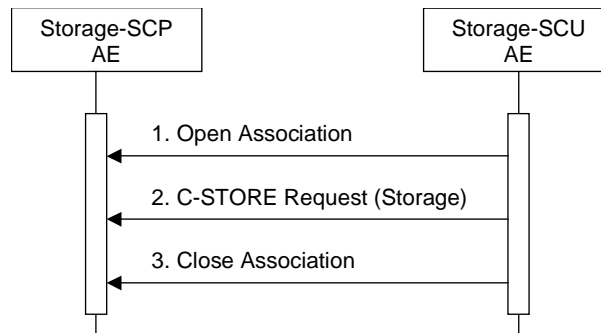 Storage-SCP
AE
Storage-SCU
AE
1. Open Association
2. C-STORE Request (Storage)
3. Close Association